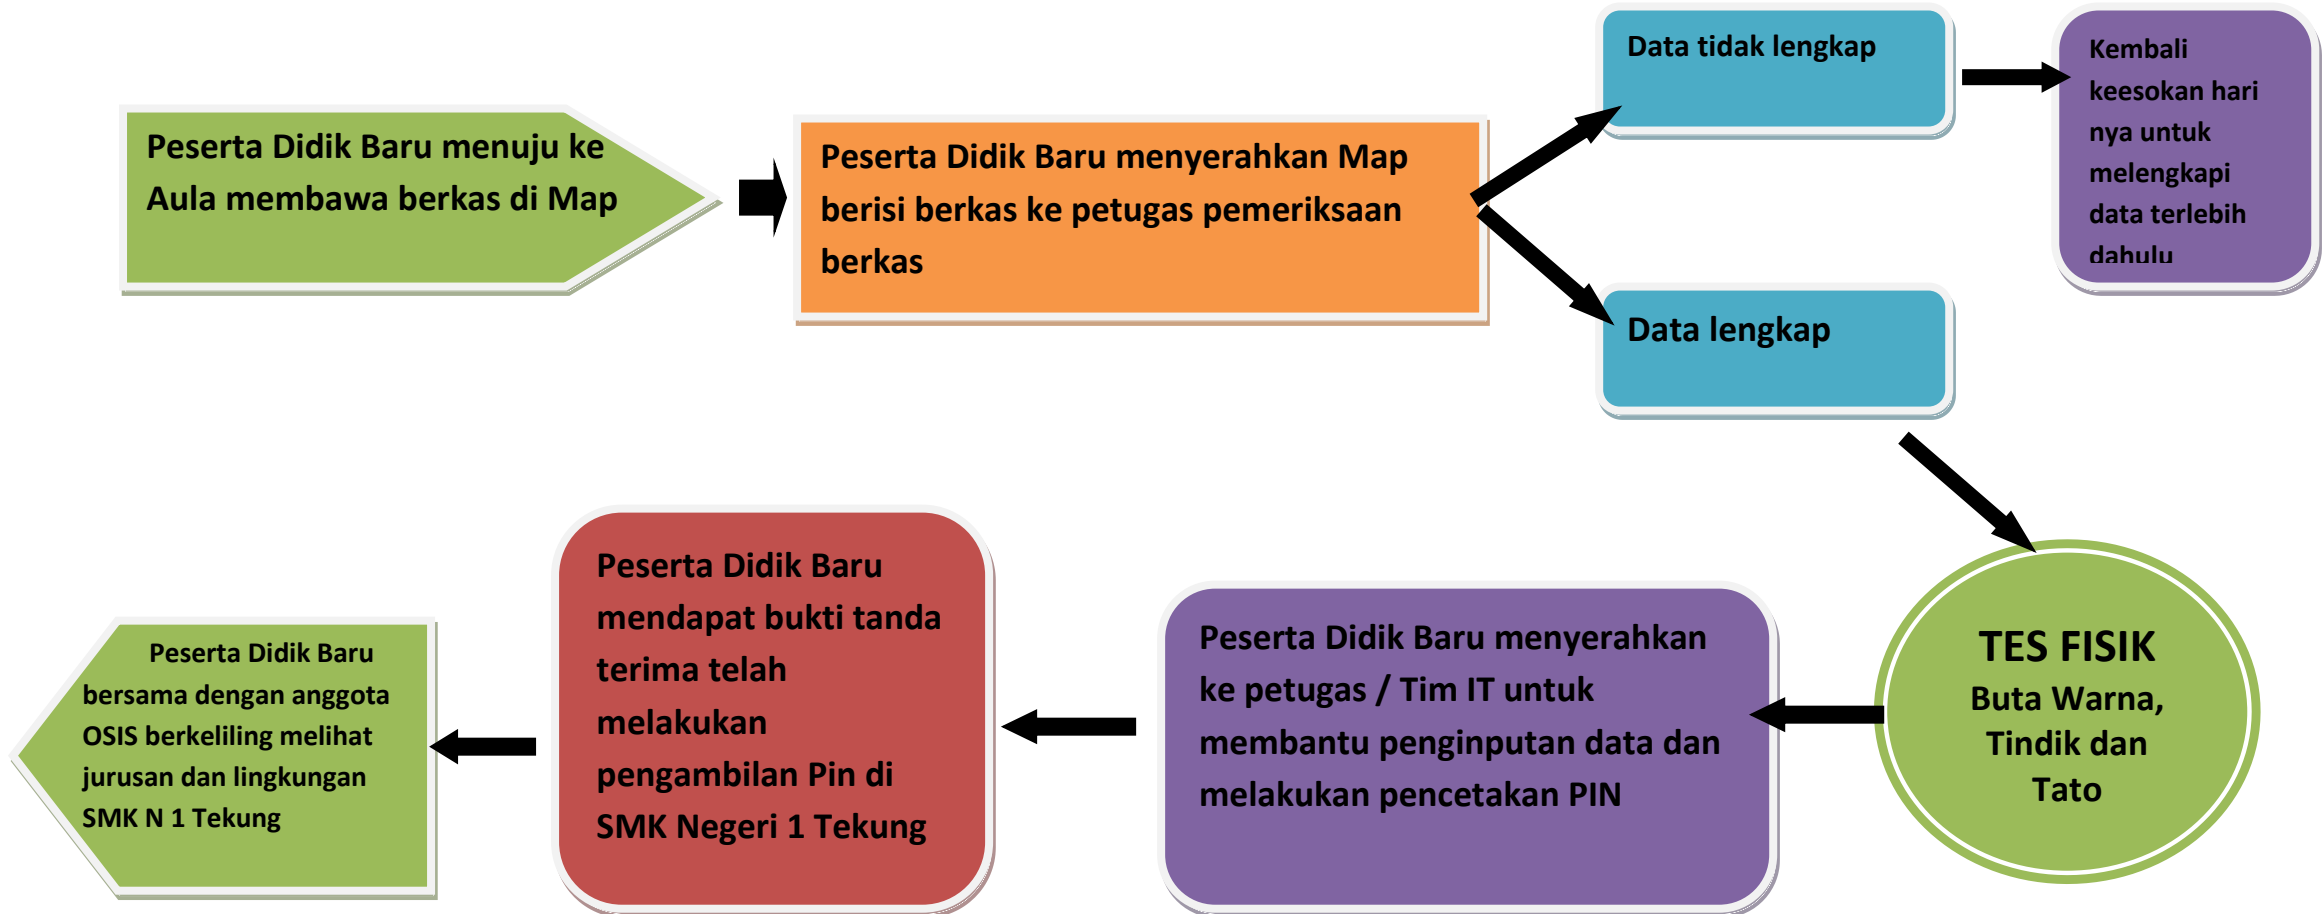 Peserta Didik Baru menuju ke
Aula membawa berkas di Map
Peserta Didik Baru menyerahkan Map
berisi berkas ke petugas pemeriksaan
berkas
Data tidak lengkap
Kembali
keesokan hari
nya untuk
melengkapi
data terlebih
dahulu
Data lengkap
TES FISIK
Buta Warna,
Tindik dan
Tato
Peserta Didik Baru menyerahkan
ke petugas / Tim IT untuk
membantu penginputan data dan
melakukan pencetakan PIN
Peserta Didik Baru
mendapat bukti tanda
terima telah
melakukan
pengambilan Pin di
SMK Negeri 1 Tekung
Peserta Didik Baru
bersama dengan anggota
OSIS berkeliling melihat
jurusan dan lingkungan
SMK N 1 Tekung